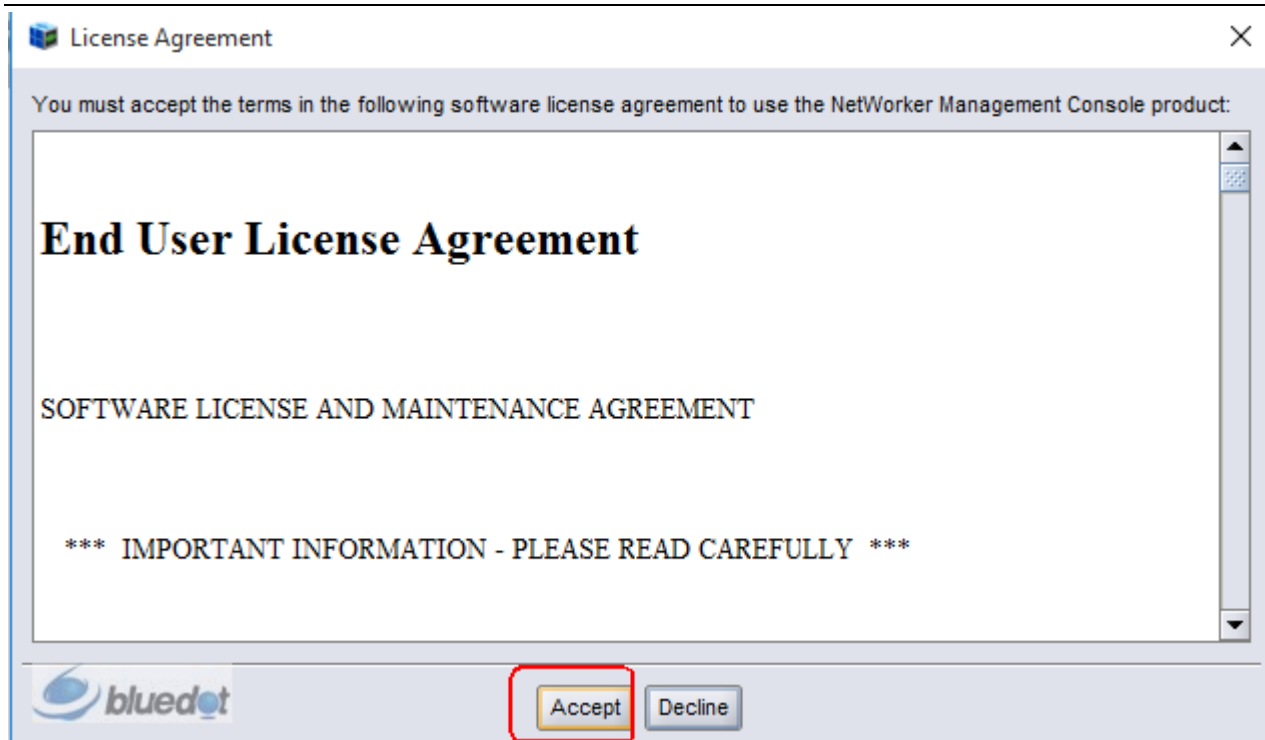 License Agreement
You must accept the terms in the following software license agreement to use the NetWorker Management Console product:
End User License Agreement
SOFTWARE LICENSE AND MAINTENANCE AGREEMENT
*** IMPORTANT INFORMATION - PLEASE READ CAREFULLY ***
bluedot
Accept Decline